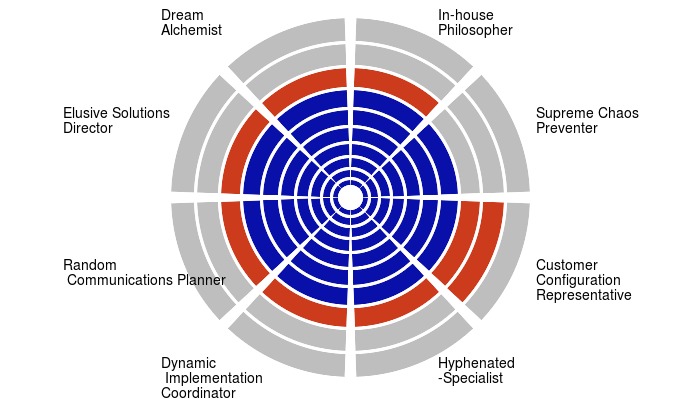 Dream
Alchemist
In-house
Philosopher
Elusive Solutions
Director
Supreme Chaos
Preventer
Random
Communications Planner
Customer
Configuration
Representative
Dynamic
Implementation
Coordinator
Hyphenated
-Specialist